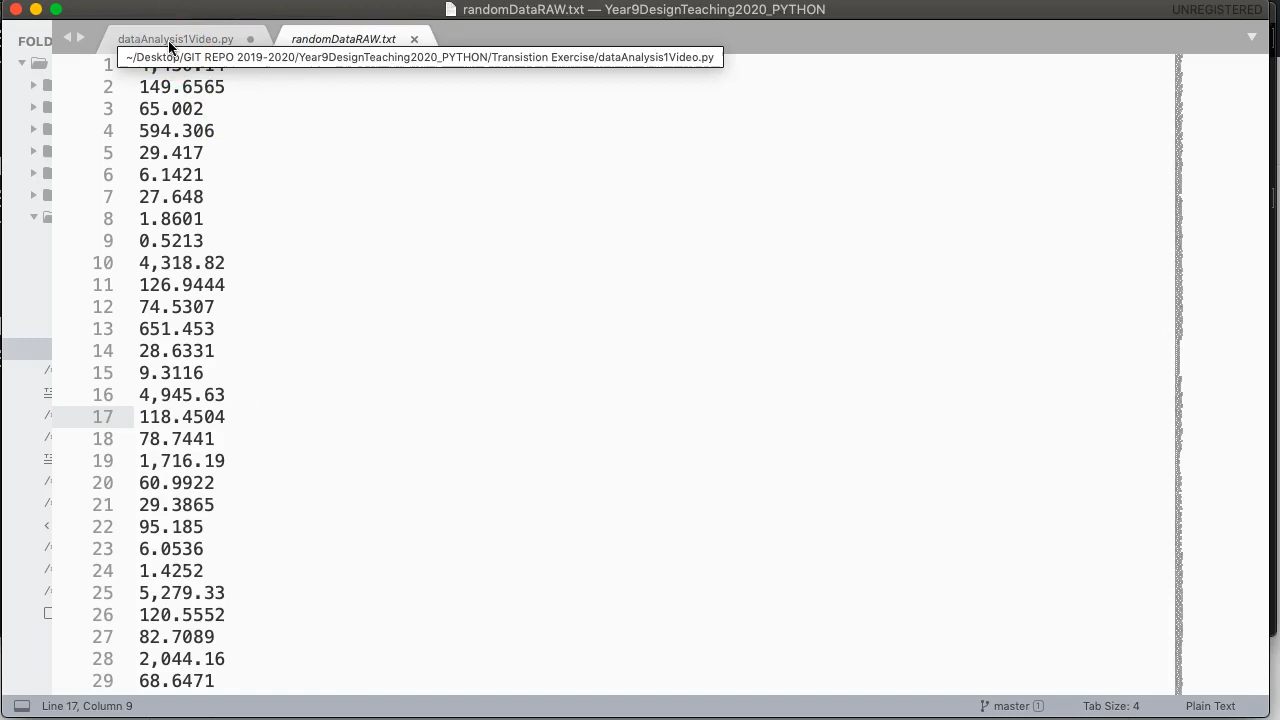 randomDataRAW.txt — Year9DesignTeaching2020_PYTHON
UNREGISTERED
FOLD
dataAnalysis1Video.py
randomDataRAW.txt
~/Desktop/GIT REPO 2019-2020/Year9DesignTeaching2020_PYTHON/Transistion Exercise/dataAnalysis1Video.py
1
2 149.6565
3 65.002
4 594.306
5 29.417
6 6.1421
7 27.648
8 1.8601
9 0.5213
10 4,318.82
11 126.9444
12 74.5307
13 651.453
14 28.6331
15 9.3116
16 4,945.63
17 118.4504
18 78.7441
19 1,716.19
20 60.9922
21 29.3865
22 95.185
23 6.0536
24 1.4252
25 5,279.33
26 120.5552
27 82.7089
28 2,044.16
29 68.6471
Line 17, Column 9
master 1
Tab Size: 4
Plain Text